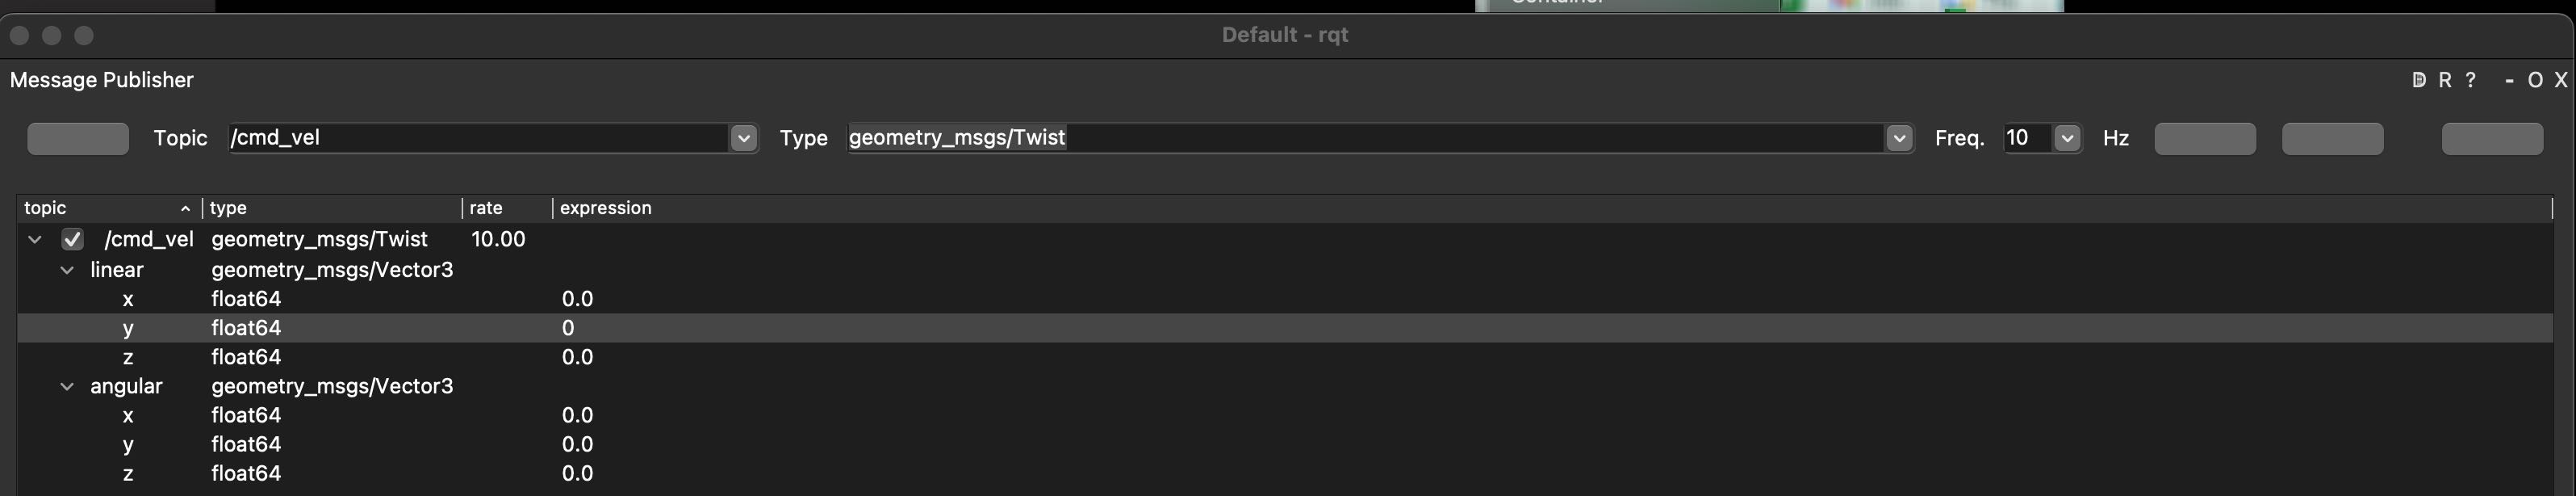 Default - rqt
Message Publisher D R ? - O X
Topic /cmd_vel Type geometry_msgs/Twist Freq. 10 Hz
topic type rate expression
/cmd_vel geometry_msgs/Twist 10.00
linear geometry_msgs/Vector3
x float64 0.0
y float64 0
z float64 0.0
angular geometry_msgs/Vector3
x float64 0.0
y float64 0.0
z float64 0.0